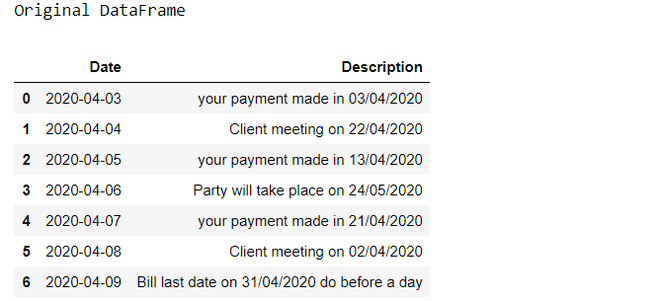 Original DataFrame
Date Description
0 2020-04-03 your payment made in 03/04/2020
1 2020-04-04 Client meeting on 22/04/2020
2 2020-04-05 your payment made in 13/04/2020
3 2020-04-06 Party will take place on 24/05/2020
4 2020-04-07 your payment made in 21/04/2020
5 2020-04-08 Client meeting on 02/04/2020
6 2020-04-09 Bill last date on 31/04/2020 do before a day